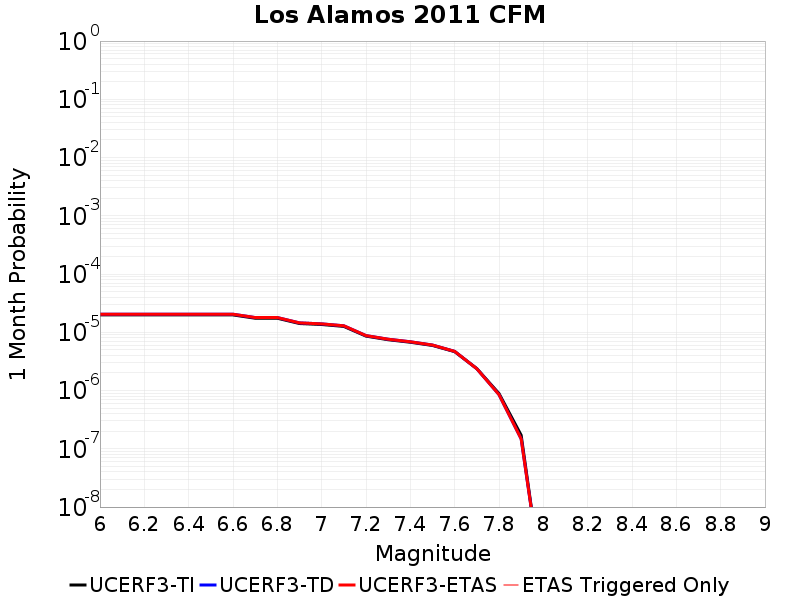 Los Alamos 2011 CFM
10^0
10^-1
10^-2
10^-3
10^-4
10^-5
10^-6
10^-7
10^-8
1 Month Probability
6 6.2 6.4 6.6 6.8 7 7.2 7.4 7.6 7.8 8 8.2 8.4 8.6 8.8 9
Magnitude
UCERF3-TI UCERF3-TD UCERF3-ETAS ETAS Triggered Only